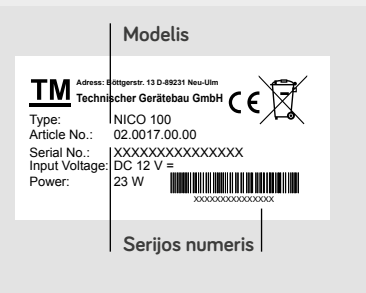 Modelis
TM
Adress: Böttgerstr. 13 D-89231 Neu-Ulm
Technischer Gerätebau GmbH
CE
Type: NICO 100
Article No.: 02.0017.00.00
Serial No.: XXXXXXXXXXXXXXX
Input Voltage: DC 12 V =
Power: 23 W
XXXXXXXXXXXXXXX
Serijos numeris